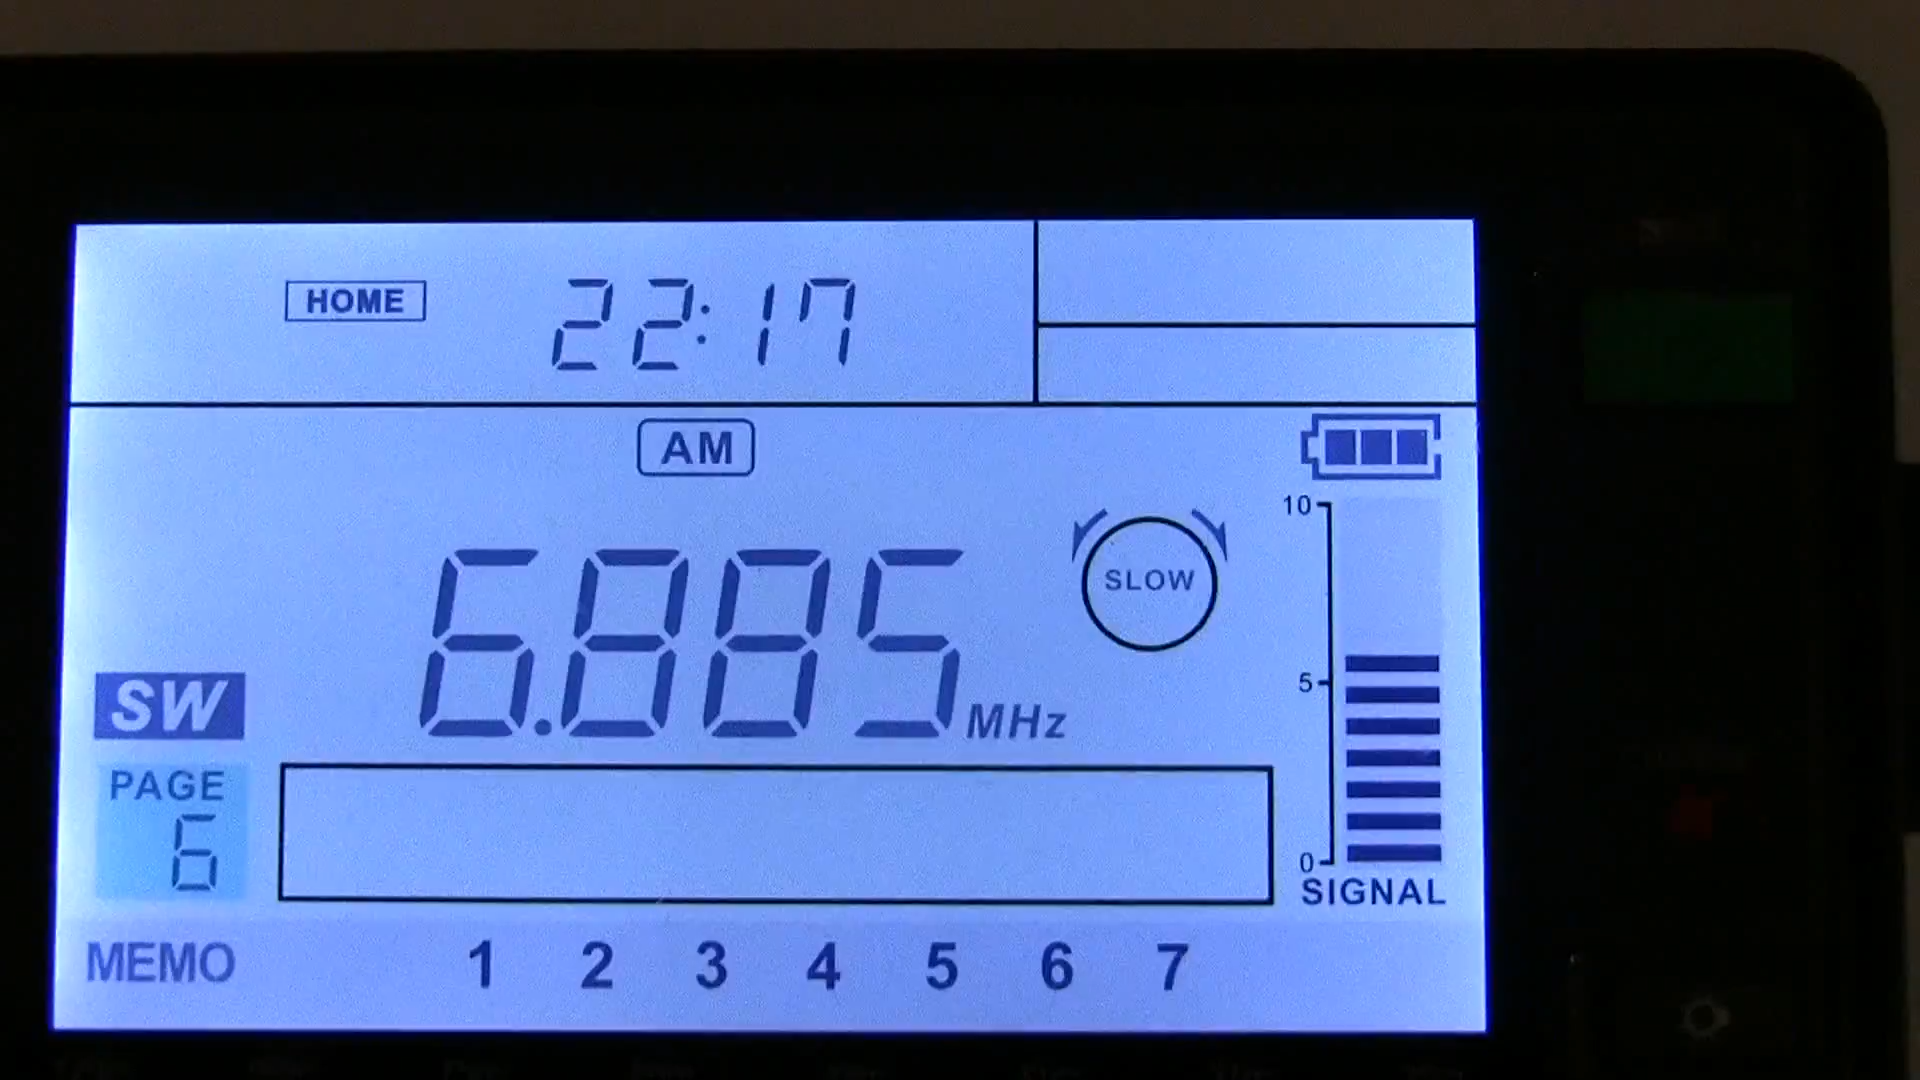 HOME 22:17
AM
10
SLOW
6.885 MHz
5
SW
PAGE
6
0
SIGNAL
MEMO 1 2 3 4 5 6 7